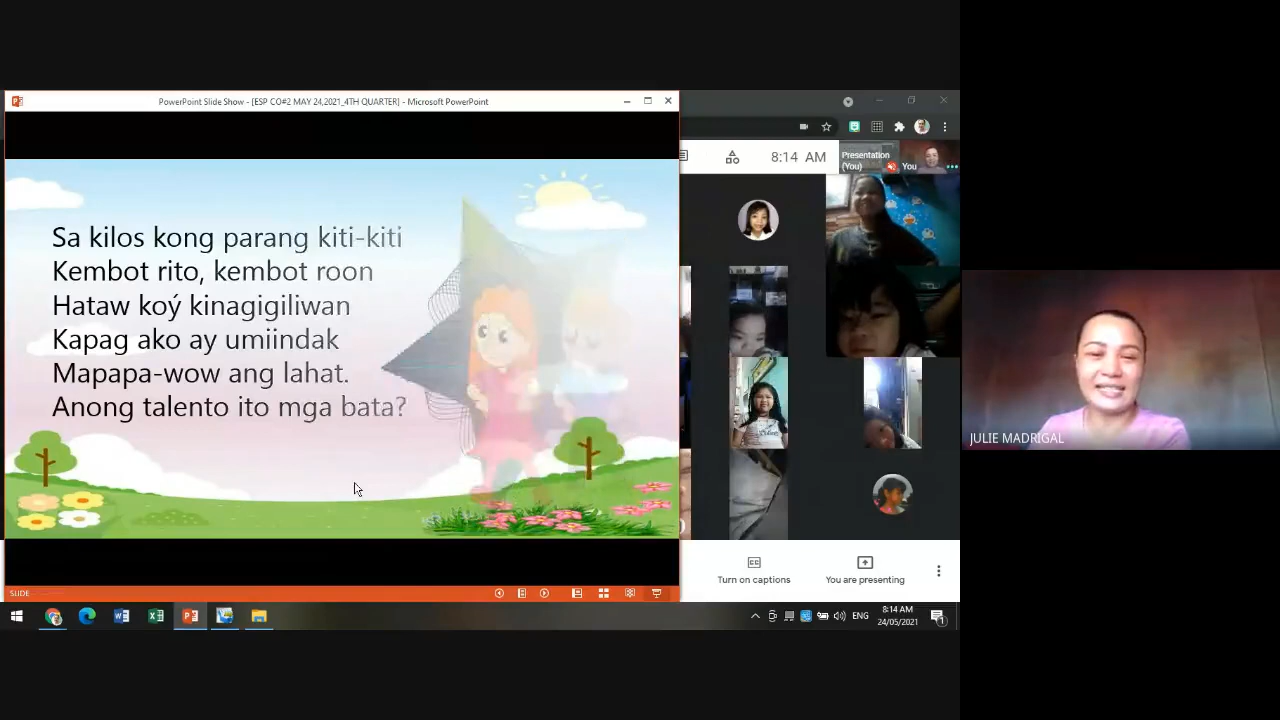 PowerPoint Slide Show - [ESP CO#2 MAY 24,2021_4TH QUARTER] - Microsoft PowerPoint
Sa kilos kong parang kiti-kiti
Kembot rito, kembot roon
Hataw koý kinagigiliwan
Kapag ako ay umiindak
Mapapa-wow ang lahat.
Anong talento ito mga bata?
SLIDE
8:14 AM
Presentation
(You)
You
Turn on captions
You are presenting
JULIE MADRIGAL
ENG
8:14 AM
24/05/2021
1